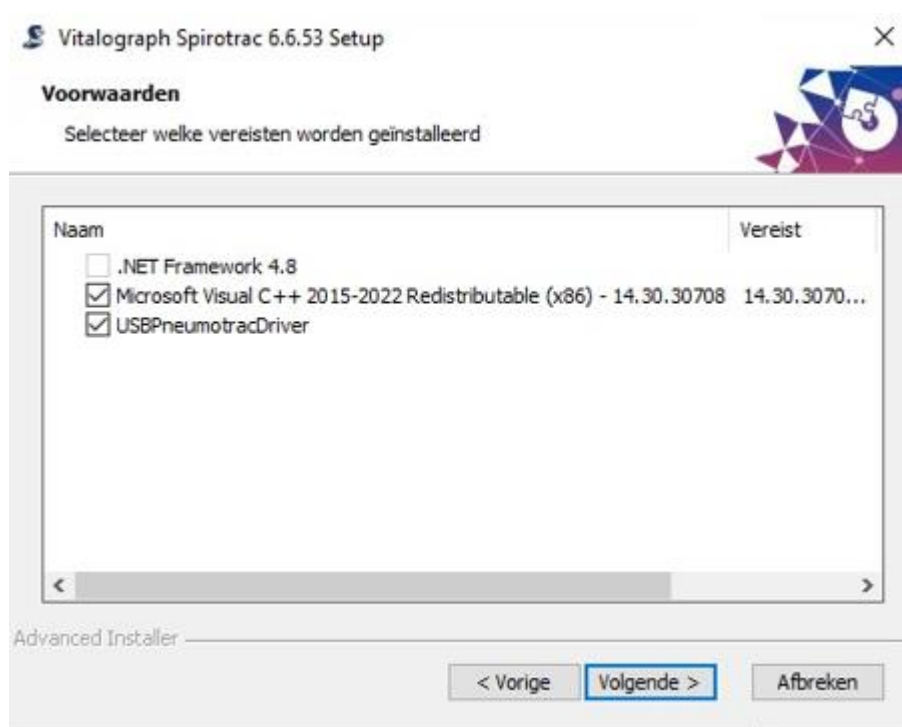 Vitalograph Spirotrac 6.6.53 Setup
Voorwaarden
Selecteer welke vereisten worden geïnstalleerd
Naam Vereist
.NET Framework 4.8
Microsoft Visual C++ 2015-2022 Redistributable (x86) - 14.30.30708 14.30.3070...
USBPneumotracDriver
Advanced Installer
< Vorige Volgende > Afbreken